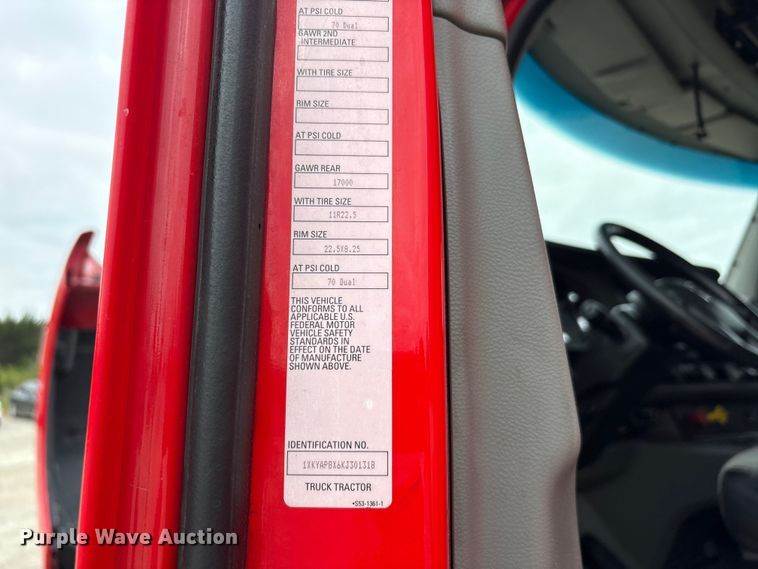 AT PSI COLD
70 Dual
GAWR 2ND
INTERMEDIATE
WITH TIRE SIZE
RIM SIZE
AT PSI COLD
GAWR REAR
17000
WITH TIRE SIZE
11R22.5
RIM SIZE
22.5X8.25
AT PSI COLD
70 Dual
THIS VEHICLE
CONFORMS TO ALL
APPLICABLE U.S.
FEDERAL MOTOR
VEHICLE SAFETY
STANDARDS IN
EFFECT ON THE DATE
OF MANUFACTURE
SHOWN ABOVE.
IDENTIFICATION NO.
1XKYAPBX6KJ301318
TRUCK TRACTOR
•S53-1361-1
Purple Wave Auction